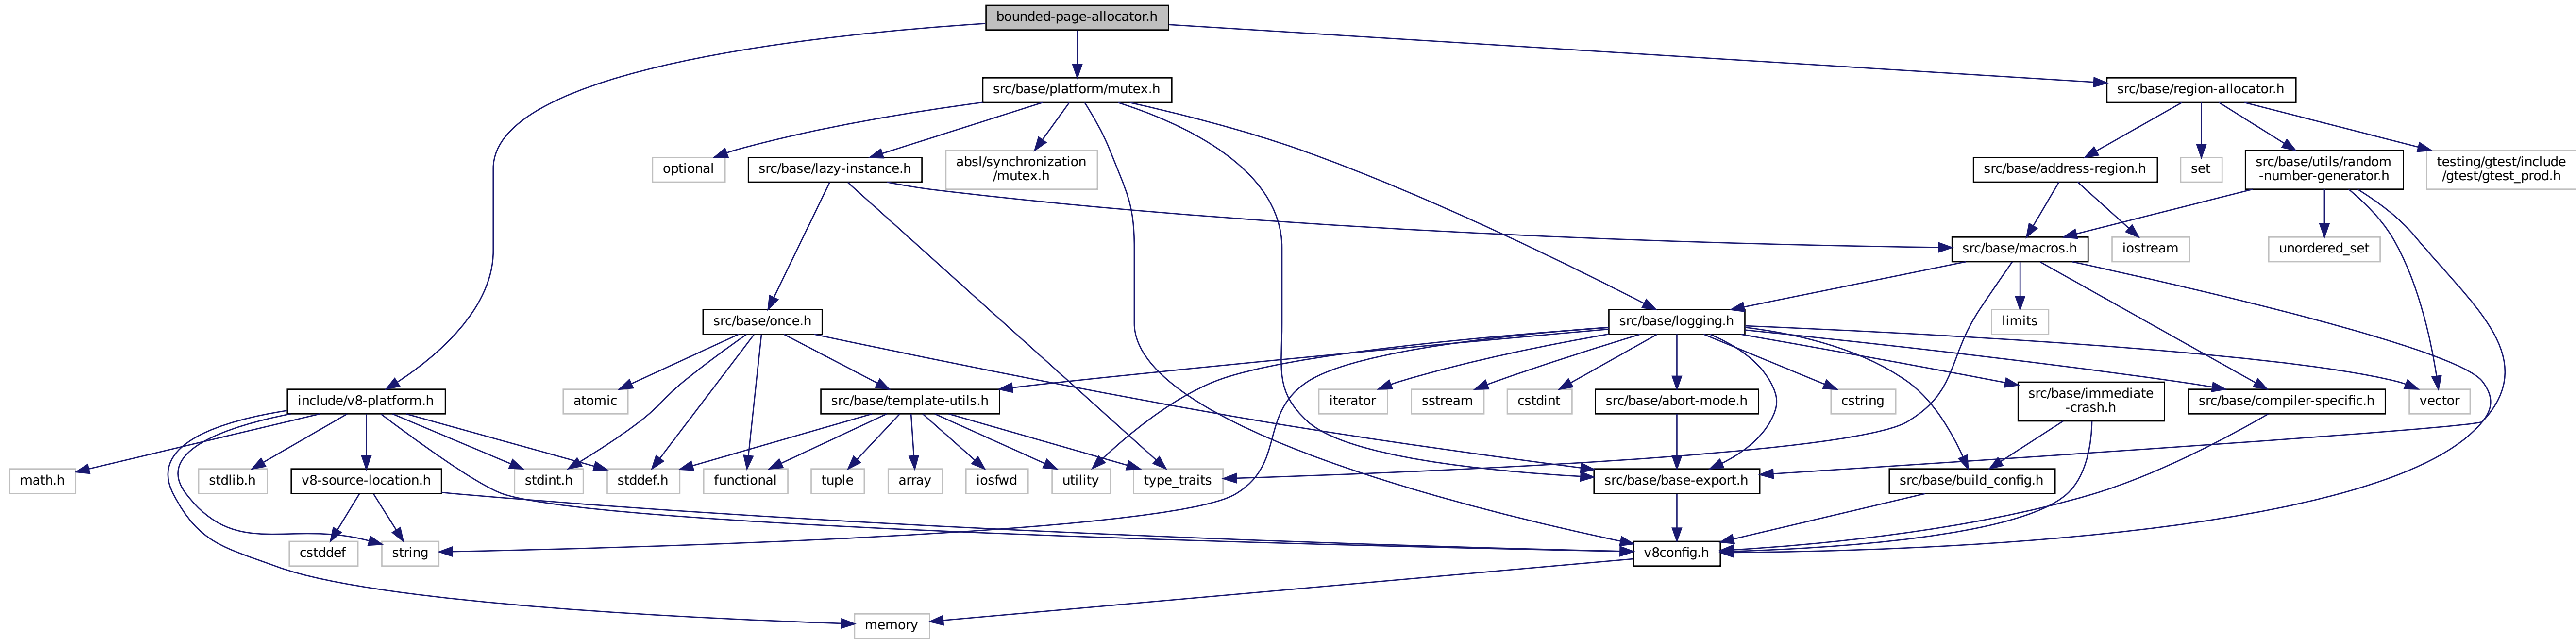 bounded-page-allocator.h
src/base/platform/mutex.h
src/base/region-allocator.h
optional
src/base/lazy-instance.h
absl/synchronization
/mutex.h
src/base/address-region.h
set
src/base/utils/random
-number-generator.h
testing/gtest/include
/gtest/gtest_prod.h
src/base/macros.h
iostream
unordered_set
src/base/once.h
src/base/logging.h
limits
include/v8-platform.h
atomic
src/base/template-utils.h
iterator
sstream
cstdint
src/base/abort-mode.h
cstring
src/base/immediate
-crash.h
src/base/compiler-specific.h
vector
math.h
stdlib.h
v8-source-location.h
stdint.h
stddef.h
functional
tuple
array
iosfwd
utility
type_traits
src/base/base-export.h
src/base/build_config.h
cstddef
string
v8config.h
memory